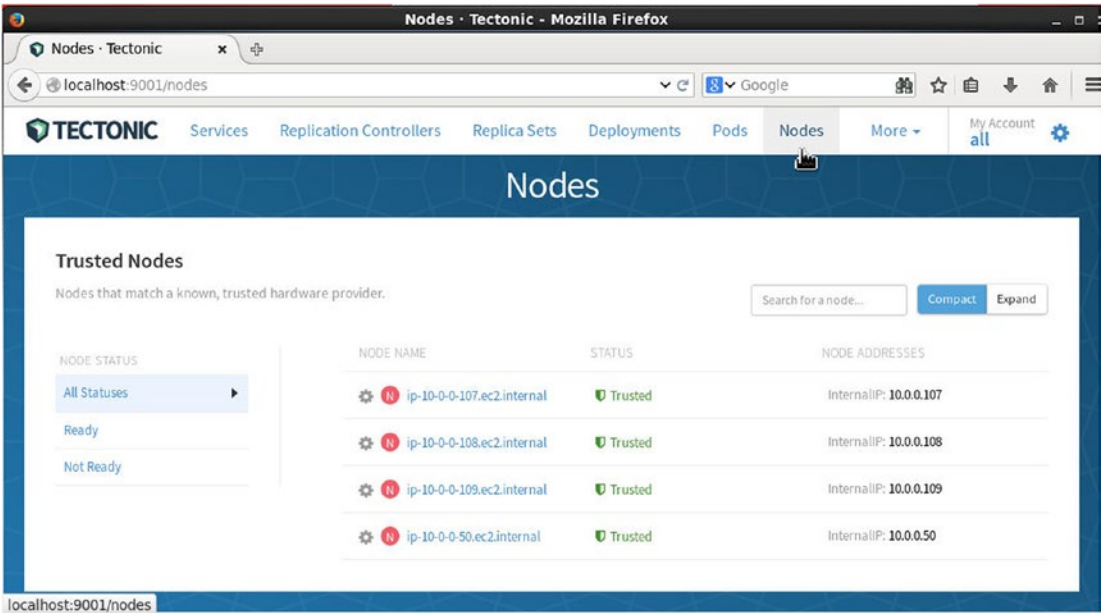 Nodes · Tectonic - Mozilla Firefox
Nodes · Tectonic
localhost:9001/nodes
Google
TECTONIC Services Replication Controllers Replica Sets Deployments Pods Nodes More My Account all
Nodes
Trusted Nodes
Nodes that match a known, trusted hardware provider.
Search for a node... Compact Expand
NODE STATUS
All Statuses
Ready
Not Ready
NODE NAME STATUS NODE ADDRESSES
N ip-10-0-0-107.ec2.internal Trusted InternalIP: 10.0.0.107
N ip-10-0-0-108.ec2.internal Trusted InternalIP: 10.0.0.108
N ip-10-0-0-109.ec2.internal Trusted InternalIP: 10.0.0.109
N ip-10-0-0-50.ec2.internal Trusted InternalIP: 10.0.0.50
localhost:9001/nodes